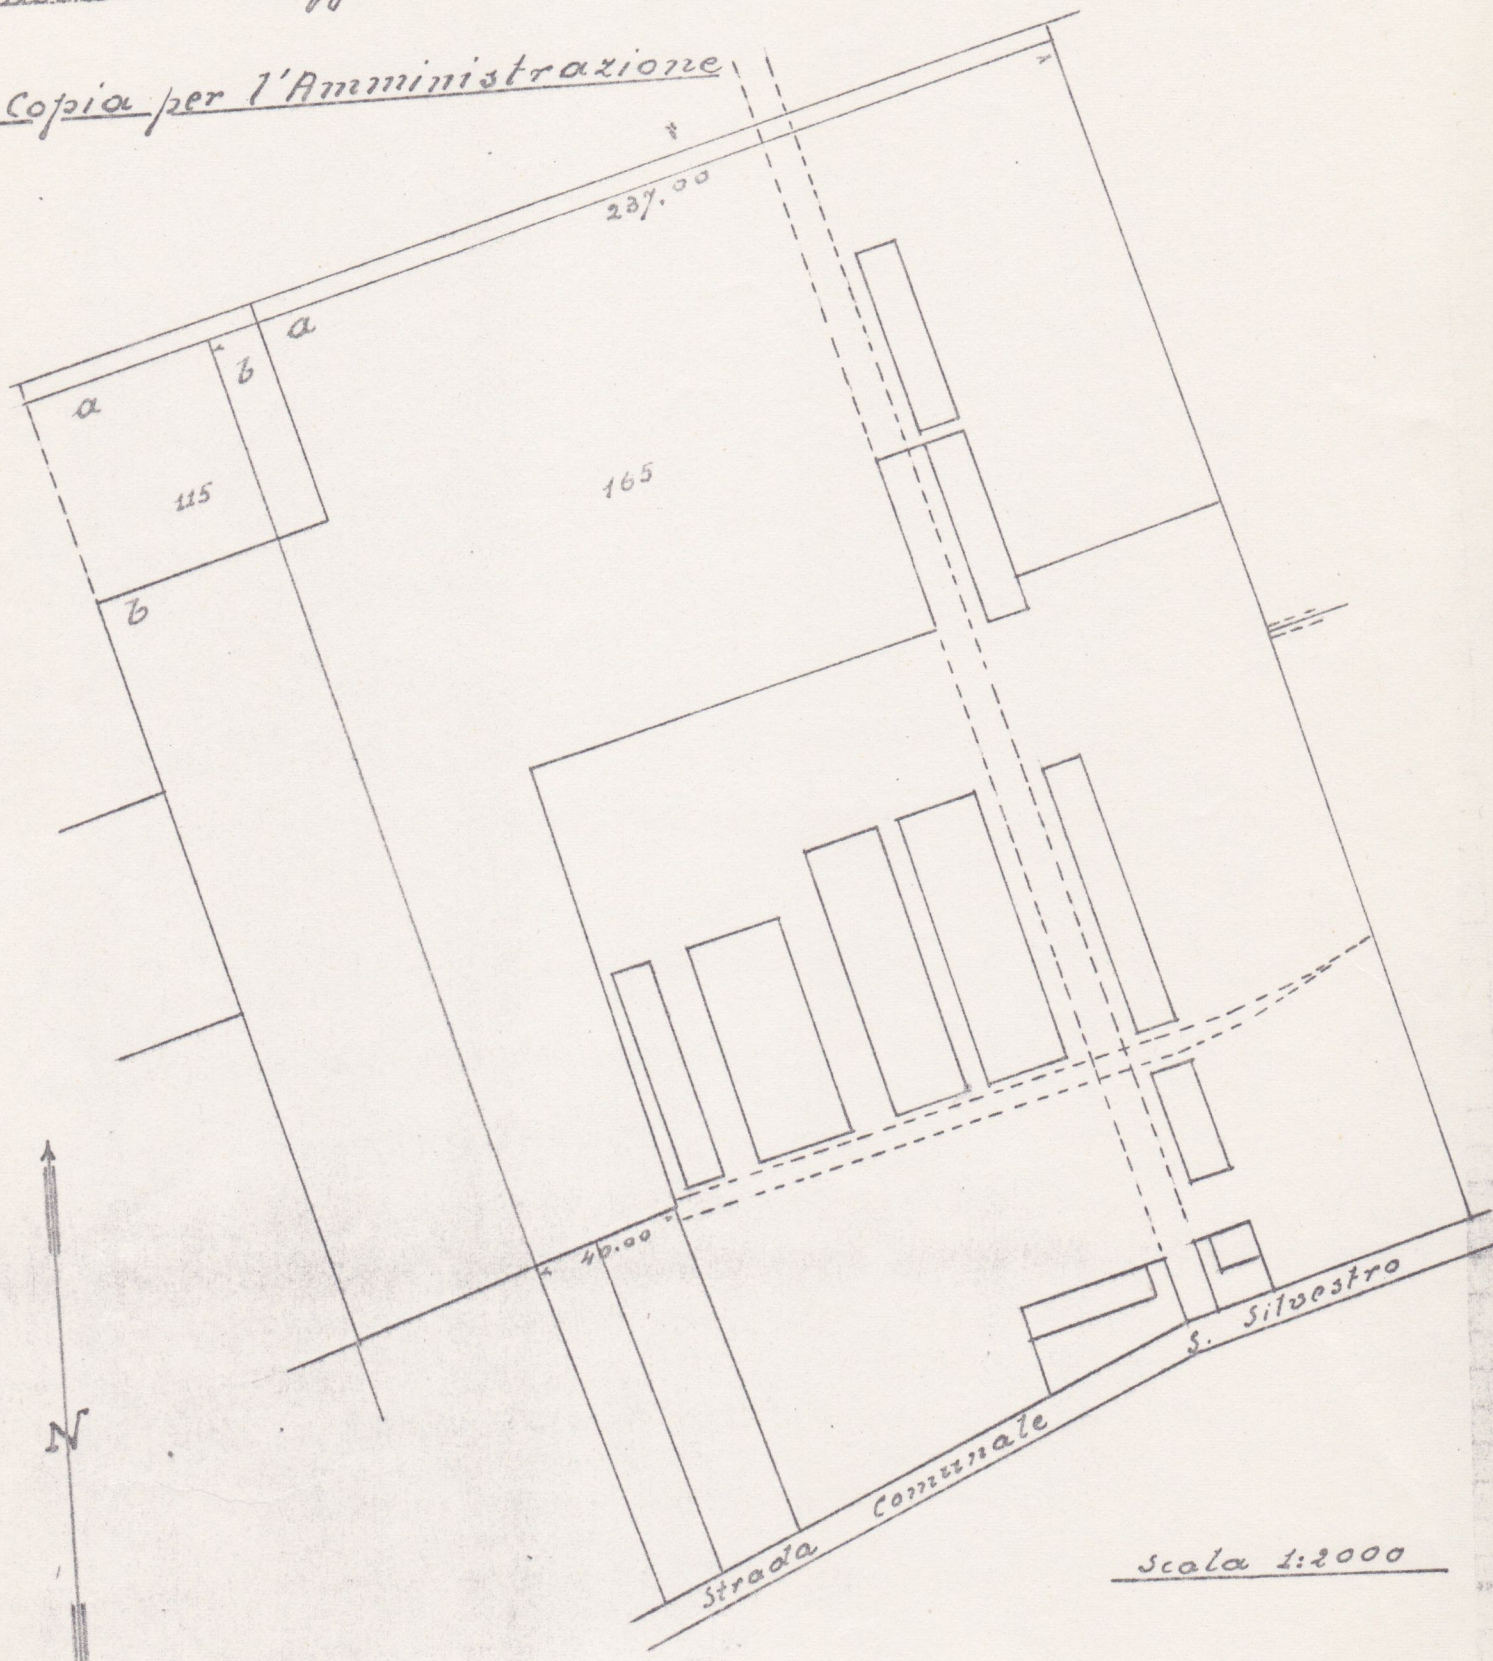 Copia per l'Amministrazione
237.00
a
b
a
115
165
b
40.00
Strada Comunale S. Silvestro
N
Scala 1:2000